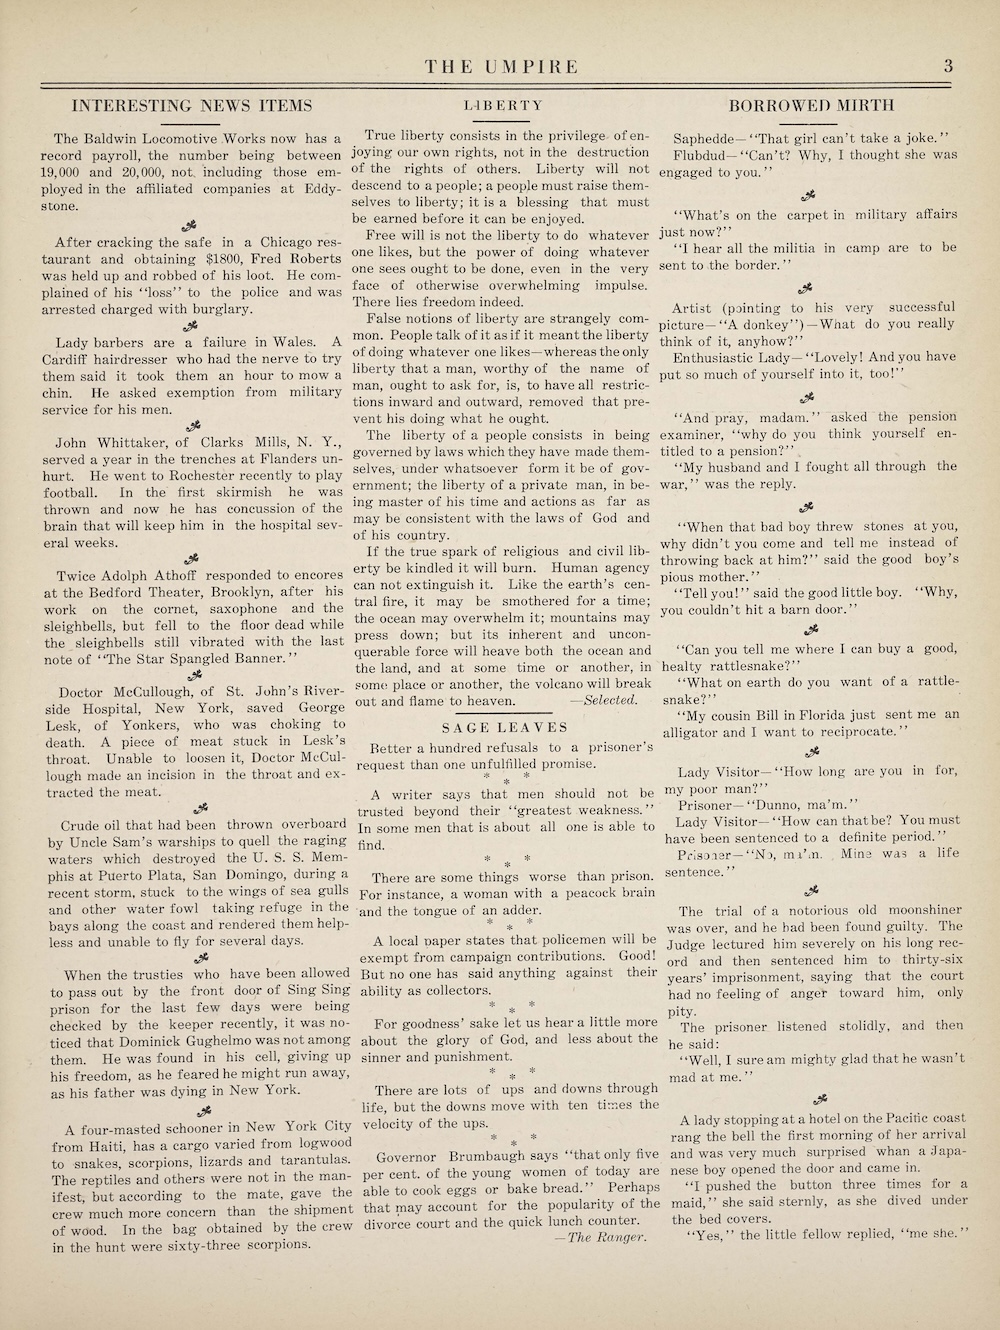 THE UMPIRE
3
INTERESTING NEWS ITEMS
The Baldwin Locomotive Works now has a
record payroll, the number being between
19,000 and 20,000, not including those em-
ployed in the affiliated companies at Eddy-
stone.
After cracking the safe in a Chicago res-
taurant and obtaining $1800, Fred Roberts
was held up and robbed of his loot. He com-
plained of his “loss” to the police and was
arrested charged with burglary.
Lady barbers are a failure in Wales. A
Cardiff hairdresser who had the nerve to try
them said it took them an hour to mow a
chin. He asked exemption from military
service for his men.
John Whittaker, of Clarks Mills, N. Y.,
served a year in the trenches at Flanders un-
hurt. He went to Rochester recently to play
football. In the first skirmish he was
thrown and now he has concussion of the
brain that will keep him in the hospital sev-
eral weeks.
Twice Adolph Athoff responded to encores
at the Bedford Theater, Brooklyn, after his
work on the cornet, saxophone and the
sleighbells, but fell to the floor dead while
the sleighbells still vibrated with the last
note of “The Star Spangled Banner.”
Doctor McCullough, of St. John's River-
side Hospital, New York, saved George
Lesk, of Yonkers, who was choking to
death. A piece of meat stuck in Lesk's
throat. Unable to loosen it, Doctor McCul-
lough made an incision in the throat and ex-
tracted the meat.
Crude oil that had been thrown overboard
by Uncle Sam's warships to quell the raging
waters which destroyed the U. S. S. Mem-
phis at Puerto Plata, San Domingo, during a
recent storm, stuck to the wings of sea gulls
and other water fowl taking refuge in the
bays along the coast and rendered them help-
less and unable to fly for several days.
When the trusties who have been allowed
to pass out by the front door of Sing Sing
prison for the last few days were being
checked by the keeper recently, it was no-
ticed that Dominick Gughelmo was not among
them. He was found in his cell, giving up
his freedom, as he feared he might run away,
as his father was dying in New York.
A four-masted schooner in New York City
from Haiti, has a cargo varied from logwood
to snakes, scorpions, lizards and tarantulas.
The reptiles and others were not in the man-
ifest, but according to the mate, gave the
crew much more concern than the shipment
of wood. In the bag obtained by the crew
in the hunt were sixty-three scorpions.
LIBERTY
True liberty consists in the privilege of en-
joying our own rights, not in the destruction
of the rights of others. Liberty will not
descend to a people; a people must raise them-
selves to liberty; it is a blessing that must
be earned before it can be enjoyed.
Free will is not the liberty to do whatever
one likes, but the power of doing whatever
one sees ought to be done, even in the very
face of otherwise overwhelming impulse.
There lies freedom indeed.
False notions of liberty are strangely com-
mon. People talk of it as if it meant the liberty
of doing whatever one likes—whereas the only
liberty that a man, worthy of the name of
man, ought to ask for, is, to have all restric-
tions inward and outward, removed that pre-
vent his doing what he ought.
The liberty of a people consists in being
governed by laws which they have made them-
selves, under whatsoever form it be of gov-
ernment; the liberty of a private man, in be-
ing master of his time and actions as far as
may be consistent with the laws of God and
of his country.
If the true spark of religious and civil lib-
erty be kindled it will burn. Human agency
can not extinguish it. Like the earth's cen-
tral fire, it may be smothered for a time;
the ocean may overwhelm it; mountains may
press down; but its inherent and uncon-
querable force will heave both the ocean and
the land, and at some time or another, in
some place or another, the volcano will break
out and flame to heaven. —Selected.
SAGE LEAVES
Better a hundred refusals to a prisoner's
request than one unfulfilled promise.
* * *
A writer says that men should not be
trusted beyond their “greatest weakness.”
In some men that is about all one is able to
find.
* * *
There are some things worse than prison.
For instance, a woman with a peacock brain
and the tongue of an adder.
* * *
A local paper states that policemen will be
exempt from campaign contributions. Good!
But no one has said anything against their
ability as collectors.
* * *
For goodness' sake let us hear a little more
about the glory of God, and less about the
sinner and punishment.
* * *
There are lots of ups and downs through
life, but the downs move with ten times the
velocity of the ups.
* * *
Governor Brumbaugh says “that only five
per cent. of the young women of today are
able to cook eggs or bake bread.” Perhaps
that may account for the popularity of the
divorce court and the quick lunch counter.
—The Ranger.
BORROWED MIRTH
Saphedde—“That girl can't take a joke.”
Flubdud—“Can't? Why, I thought she was
engaged to you.”
“What's on the carpet in military affairs
just now?”
“I hear all the militia in camp are to be
sent to the border.”
Artist (pointing to his very successful
picture—“A donkey”)—What do you really
think of it, anyhow?”
Enthusiastic Lady—“Lovely! And you have
put so much of yourself into it, too!”
“And pray, madam.” asked the pension
examiner, “why do you think yourself en-
titled to a pension?”
“My husband and I fought all through the
war,” was the reply.
“When that bad boy threw stones at you,
why didn't you come and tell me instead of
throwing back at him?” said the good boy's
pious mother.”
“Tell you!” said the good little boy. “Why,
you couldn't hit a barn door.”
“Can you tell me where I can buy a good,
healty rattlesnake?”
“What on earth do you want of a rattle-
snake?”
“My cousin Bill in Florida just sent me an
alligator and I want to reciprocate.”
Lady Visitor—“How long are you in for,
my poor man?”
Prisoner—“Dunno, ma'm.”
Lady Visitor—“How can that be? You must
have been sentenced to a definite period.”
Prisoner—“No, ma'm. Mine was a life
sentence.”
The trial of a notorious old moonshiner
was over, and he had been found guilty. The
Judge lectured him severely on his long rec-
ord and then sentenced him to thirty-six
years' imprisonment, saying that the court
had no feeling of anger toward him, only
pity.
The prisoner listened stolidly, and then
he said:
“Well, I sure am mighty glad that he wasn't
mad at me.”
A lady stopping at a hotel on the Pacific coast
rang the bell the first morning of her arrival
and was very much surprised whan a Japa-
nese boy opened the door and came in.
“I pushed the button three times for a
maid,” she said sternly, as she dived under
the bed covers.
“Yes,” the little fellow replied, “me she.”